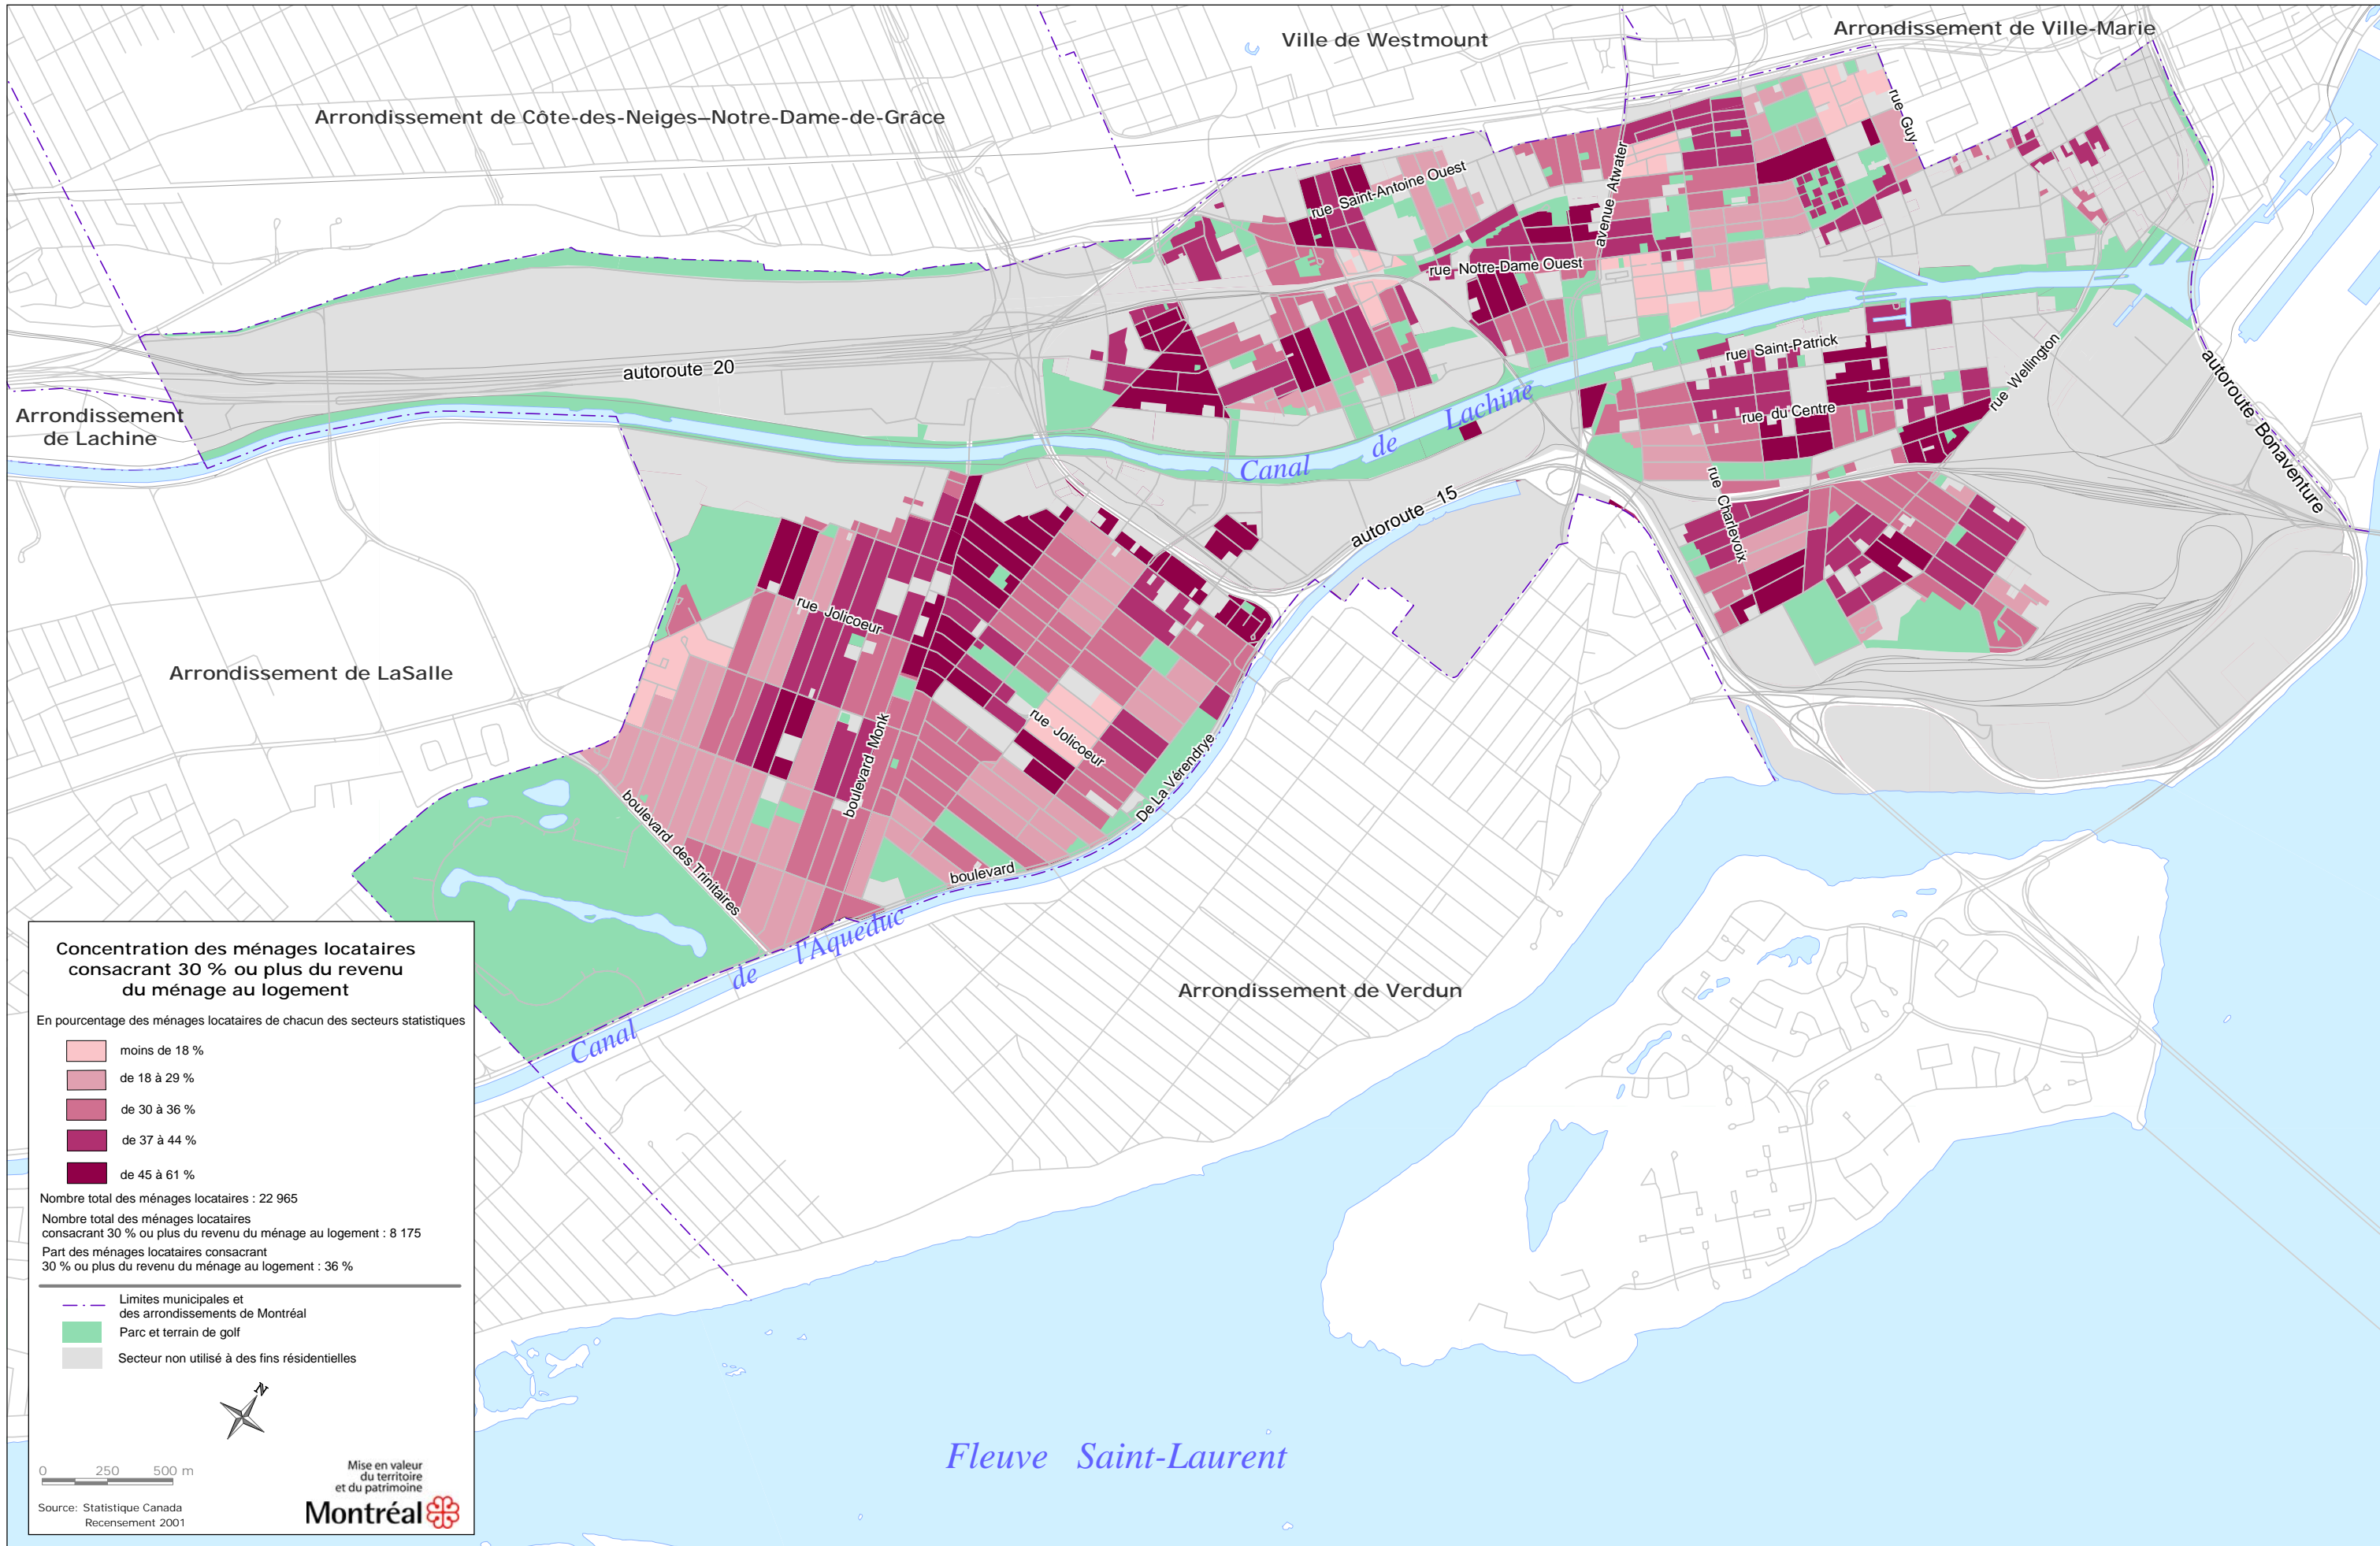 Arrondissement de Ville-Marie
Ville de Westmount
Arrondissement de Côte-des-Neiges–Notre-Dame-de-Grâce
rue Guy
avenue Atwater
rue Saint-Antoine Ouest
rue Notre-Dame Ouest
rue Saint-Patrick
rue Wellington
autoroute 20
autoroute Bonaventure
Arrondissement
de Lachine
rue du Centre
Canal de Lachine
rue Charlevoix
autoroute 15
rue Jolicoeur
Arrondissement de LaSalle
rue Jolicoeur
boulevard Monk
De La Vérendrye
boulevard
boulevard des Trinitaires
Canal de l'Aqueduc
Arrondissement de Verdun
Fleuve Saint-Laurent
Concentration des ménages locataires
consacrant 30 % ou plus du revenu
du ménage au logement
En pourcentage des ménages locataires de chacun des secteurs statistiques
moins de 18 %
de 18 à 29 %
de 30 à 36 %
de 37 à 44 %
de 45 à 61 %
Nombre total des ménages locataires : 22 965
Nombre total des ménages locataires
consacrant 30 % ou plus du revenu du ménage au logement : 8 175
Part des ménages locataires consacrant
30 % ou plus du revenu du ménage au logement : 36 %
Limites municipales et
des arrondissements de Montréal
Parc et terrain de golf
Secteur non utilisé à des fins résidentielles
N
0 250 500 m
Source: Statistique Canada
Recensement 2001
Mise en valeur
du territoire
et du patrimoine
Montréal